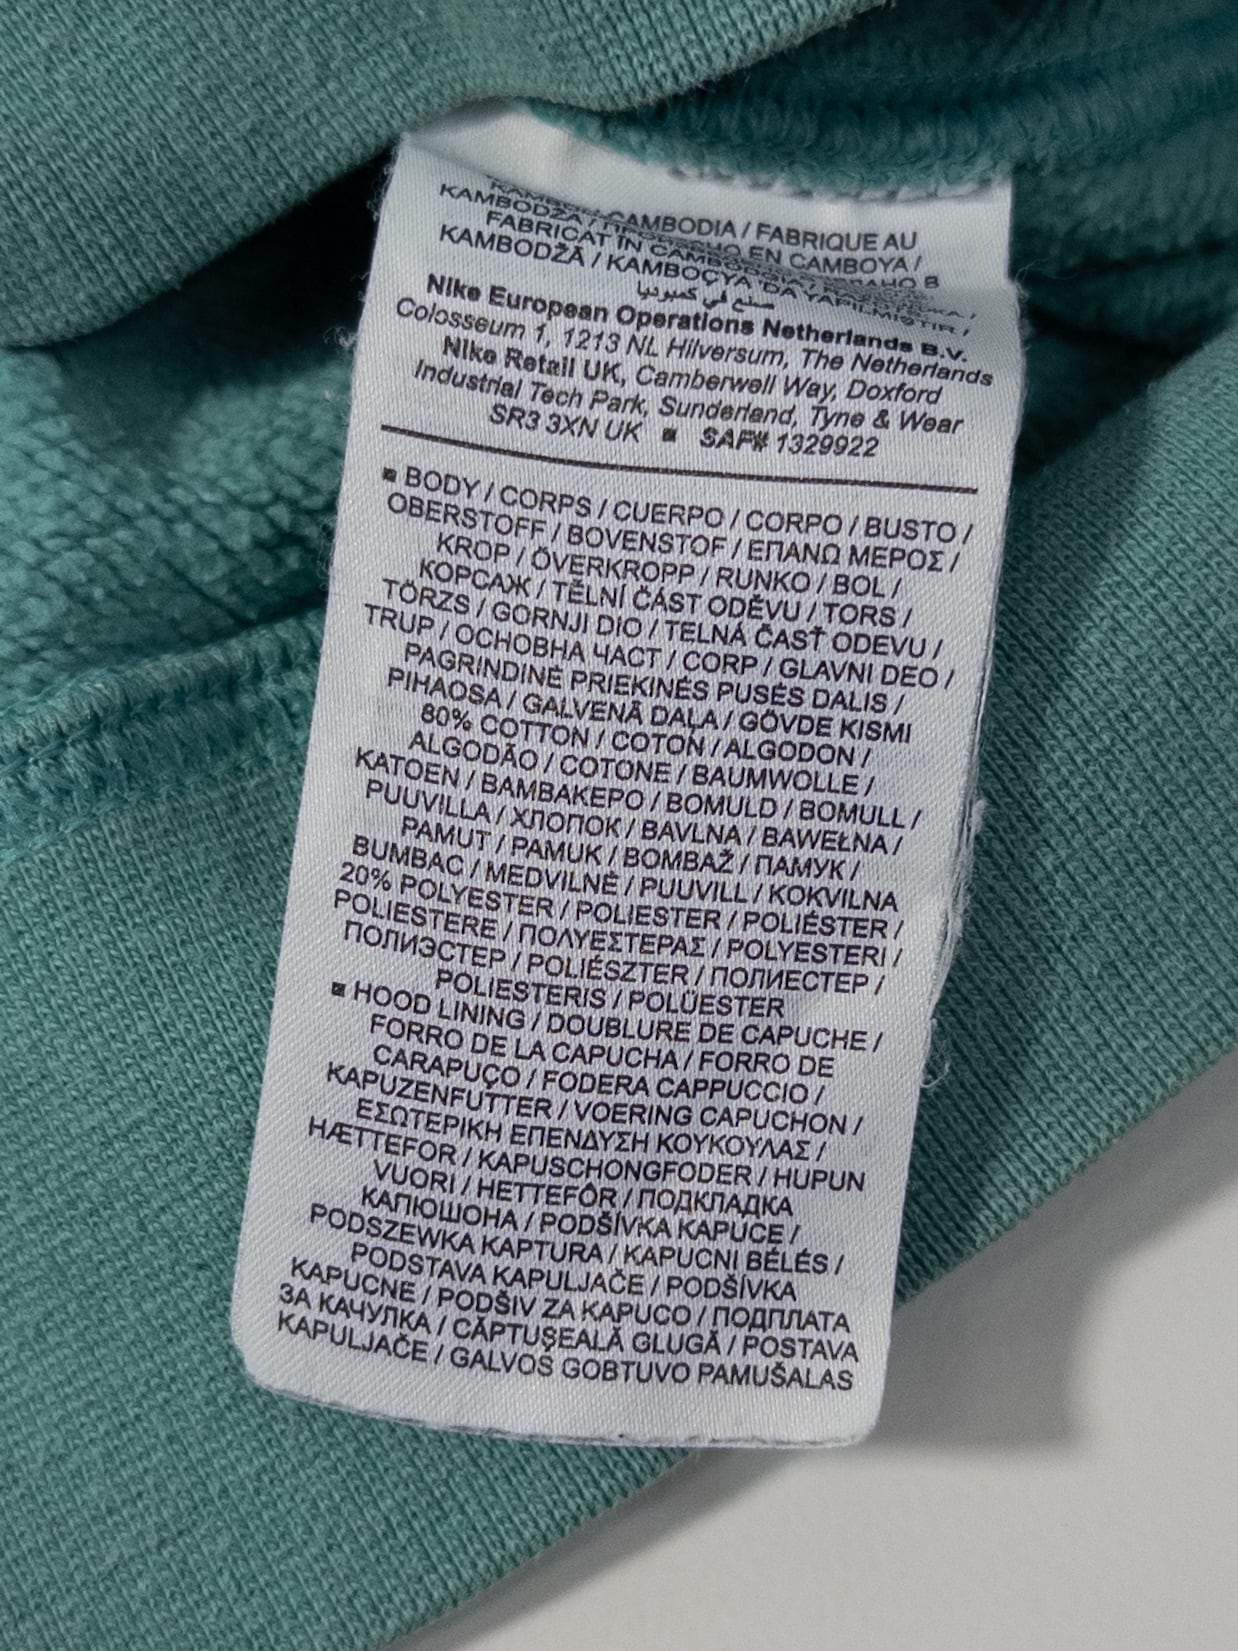 CAMBODIA / FABRIQUE AU
KAMBODŽA / EN CAMBOYA /
FABRICAT ÎN
KAMBODŽĀ / KAMBOÇYA DA YAPILMIŞTIR /
صنع في كمبوديا
Nike European Operations Netherlands B.V.
Colosseum 1, 1213 NL Hilversum, The Netherlands
Nike Retail UK, Camberwell Way, Doxford
Industrial Tech Park, Sunderland, Tyne & Wear
SR3 3XN UK ■ SAF# 1329922
■ BODY / CORPS / CUERPO / CORPO / BUSTO /
OBERSTOFF / BOVENSTOF / ΕΠΑΝΩ ΜΕΡΟΣ /
KROP / ÖVERKROPP / RUNKO / BOL /
КОРСАЖ / TĚLNÍ ČÁST ODĚVU / TORS /
TÖRZS / GORNJI DIO / TELNÁ ČASŤ ODEVU /
TRUP / ОСНОВНА ЧАСТ / CORP / GLAVNI DEO /
PAGRINDINĖ PRIEKINĖS PUSĖS DALIS /
PIHAOSA / GALVENĀ DAĻA / GÖVDE KISMI
80% COTTON / COTON / ALGODON /
ALGODÃO / COTONE / BAUMWOLLE /
KATOEN / ΒΑΜΒΑΚΕΡΟ / BOMULD / BOMULL /
PUUVILLA / ХЛОПОК / BAVLNA / BAWEŁNA /
PAMUT / PAMUK / BOMBAŽ / ПАМУК /
BUMBAC / MEDVILNĖ / PUUVILL / KOKVILNA
20% POLYESTER / POLIESTER / POLIÉSTER /
POLIESTERE / ΠΟΛΥΕΣΤΕΡΑΣ / POLYESTERI /
ПОЛИЭСТЕР / POLIÉSZTER / ПОЛИЕСТЕР /
POLIESTERIS / POLÜESTER
■ HOOD LINING / DOUBLURE DE CAPUCHE /
FORRO DE LA CAPUCHA / FORRO DE
CARAPUÇO / FODERA CAPPUCCIO /
KAPUZENFUTTER / VOERING CAPUCHON /
ΕΣΩΤΕΡΙΚΗ ΕΠΕΝΔΥΣΗ ΚΟΥΚΟΥΛΑΣ /
HÆTTEFOR / KAPUSCHONGFODER / HUPUN
VUORI / HETTEFÔR / ПОДКЛАДКА
КАПЮШОНА / PODŠÍVKA KAPUCE /
PODSZEWKA KAPTURA / KAPUCNI BÉLÉS /
PODSTAVA KAPULJAČE / PODŠÍVKA
KAPUCNE / PODŠIV ZA KAPUCO / ПОДПЛАТА
ЗА КАЧУЛКА / CĂPTUŞEALĂ GLUGĂ / POSTAVA
KAPULJAČE / GALVOS GOBTUVO PAMUŠALAS